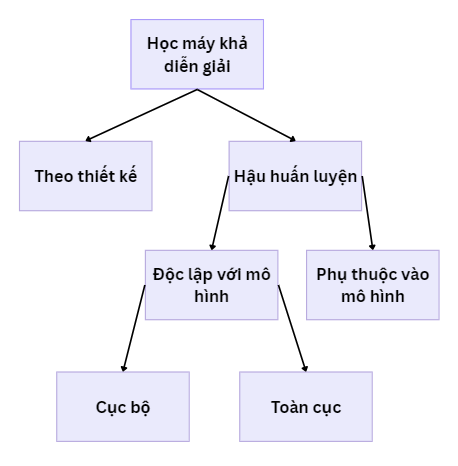 Học máy khả
diễn giải
Theo thiết kế
Hậu huấn luyện
Độc lập với mô
hình
Phụ thuộc vào
mô hình
Cục bộ
Toàn cục